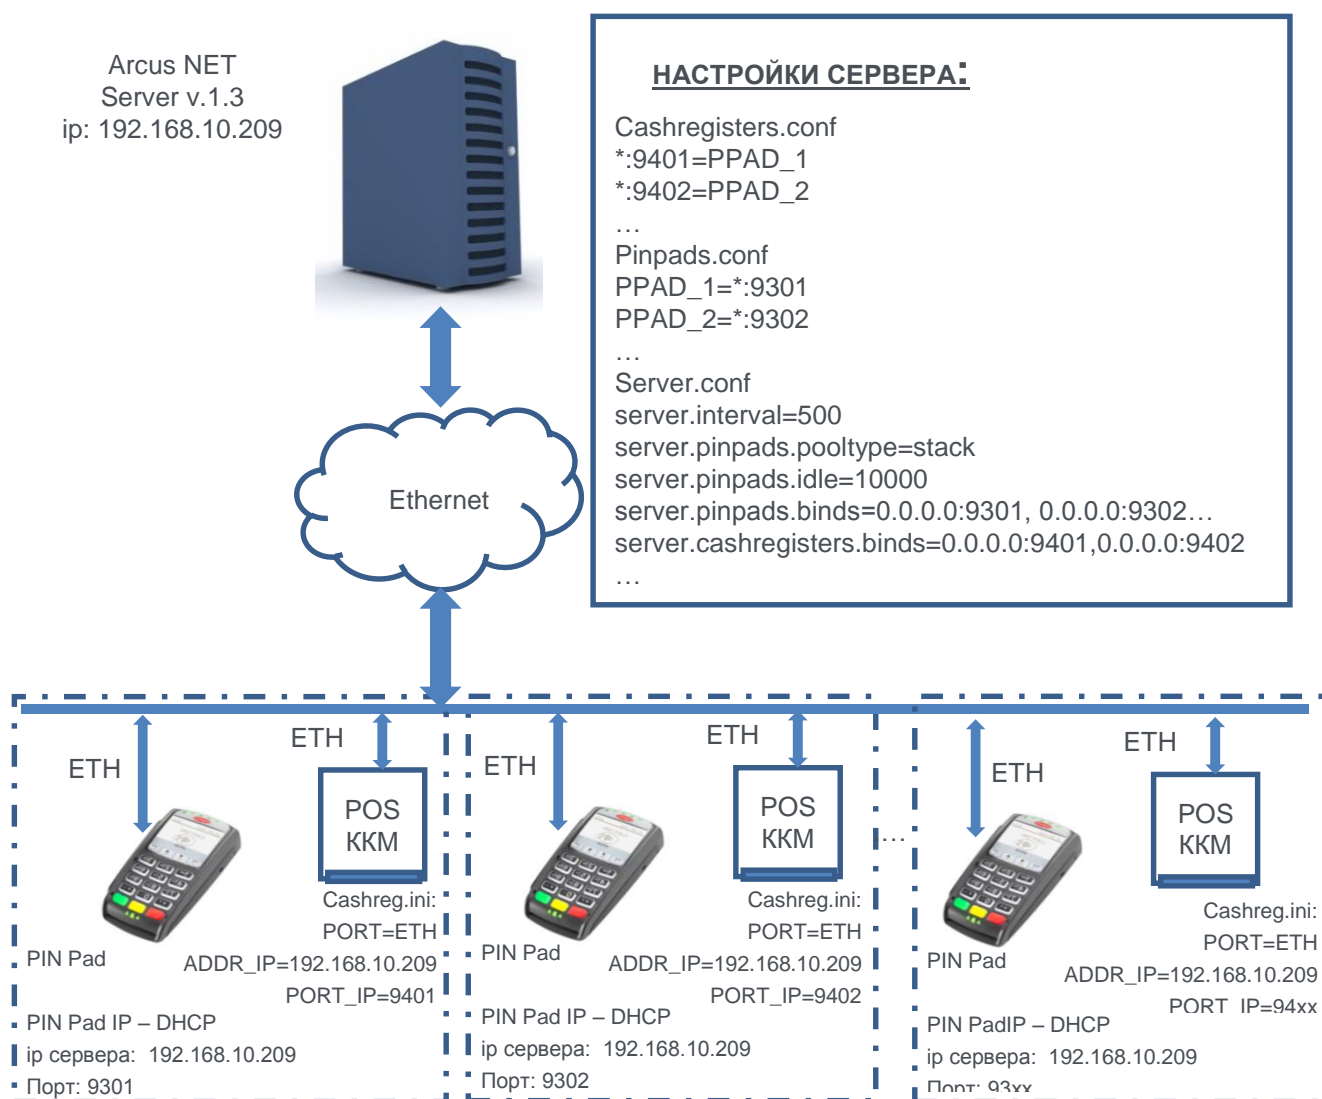 Arcus NET
Server v.1.3
ip: 192.168.10.209
НАСТРОЙКИ СЕРВЕРА:
Cashregisters.conf
*:9401=PPAD_1
*:9402=PPAD_2
…
Pinpads.conf
PPAD_1=*:9301
PPAD_2=*:9302
…
Server.conf
server.interval=500
server.pinpads.pooltype=stack
server.pinpads.idle=10000
server.pinpads.binds=0.0.0.0:9301, 0.0.0.0:9302…
server.cashregisters.binds=0.0.0.0:9401,0.0.0.0:9402
…
Ethernet
ETH
ETH
POS
ККМ
Cashreg.ini:
PORT=ETH
ADDR_IP=192.168.10.209
PORT_IP=9401
PIN Pad
PIN Pad IP – DHCP
ip сервера: 192.168.10.209
Порт: 9301
ETH
ETH
POS
ККМ
Cashreg.ini:
PORT=ETH
ADDR_IP=192.168.10.209
PORT_IP=9402
PIN Pad
PIN Pad IP – DHCP
ip сервера: 192.168.10.209
Порт: 9302
…
ETH
ETH
POS
ККМ
Cashreg.ini:
PORT=ETH
ADDR_IP=192.168.10.209
PORT_IP=94xx
PIN Pad
PIN PadIP – DHCP
ip сервера: 192.168.10.209
Порт: 93xx